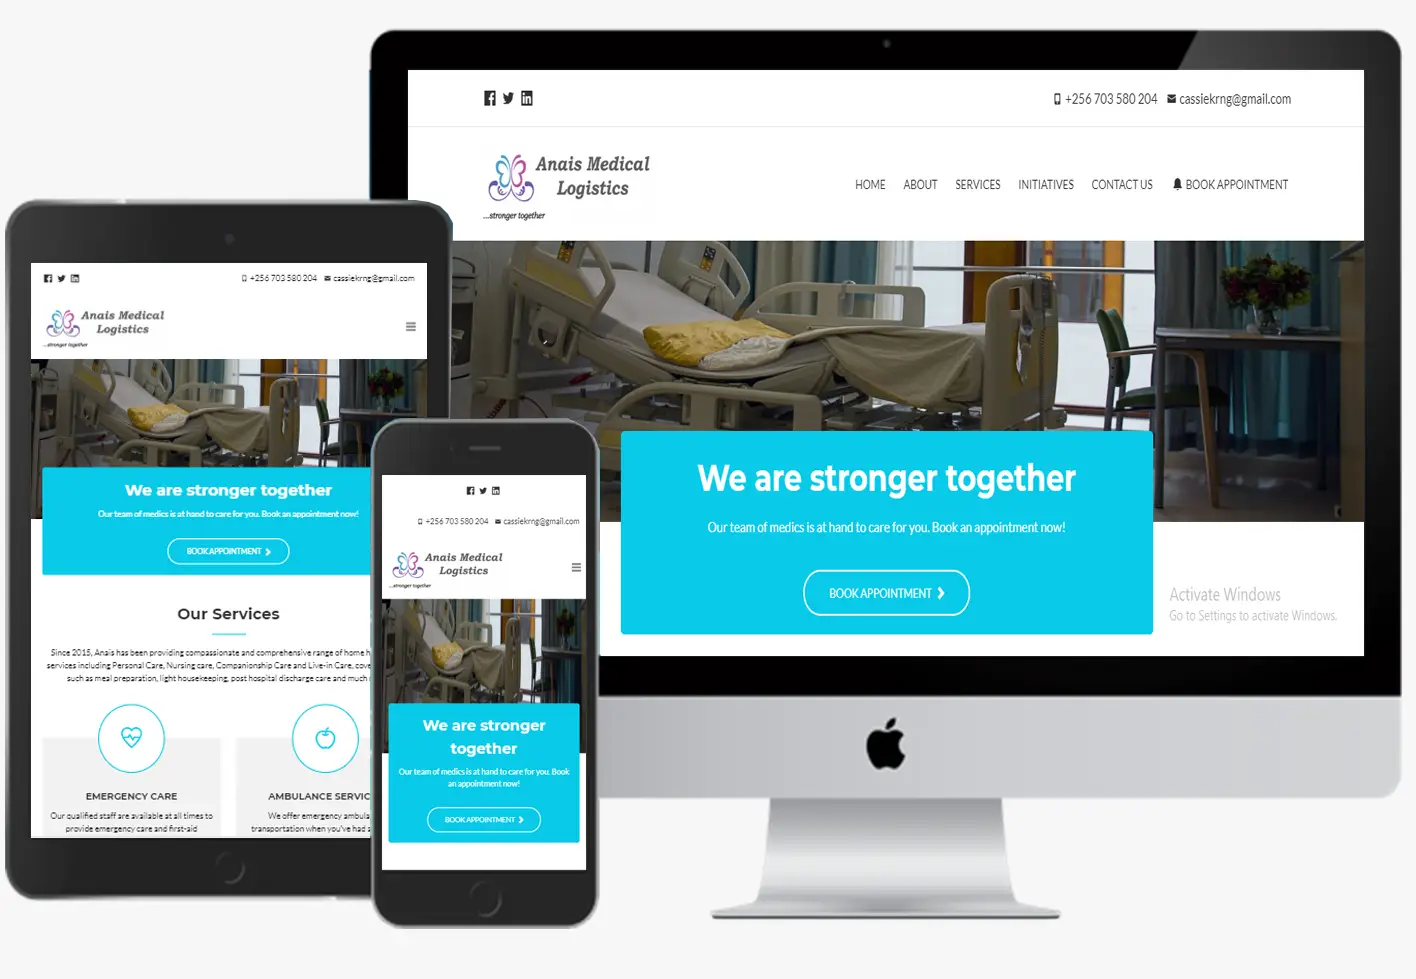 +256 703 580 204 cassiekrng@gmail.com
Anais Medical
Logistics
...stronger together
HOME ABOUT SERVICES INITIATIVES CONTACT US BOOK APPOINTMENT
We are stronger together
Our team of medics is at hand to care for you. Book an appointment now!
BOOK APPOINTMENT
Activate Windows
Go to Settings to activate Windows.
+256 703 580 204 cassiekrng@gmail.com
Anais Medical
Logistics
...stronger together
We are stronger together
Our team of medics is at hand to care for you. Book an appointment now!
BOOK APPOINTMENT
Our Services
Since 2015, Anais has been providing compassionate and comprehensive range of home
services including Personal Care, Nursing care, Companionship Care and Live-in Care,
such as meal preparation, light housekeeping, post hospital discharge care and much
EMERGENCY CARE
Our qualified staff are available at all times to
provide emergency care and first-aid
AMBULANCE SERVIC
We offer emergency ambula
transportation when you've had
+256 703 580 204 cassiekrng@gmail.com
Anais Medical
Logistics
...stronger together
We are stronger
together
Our team of medics is at hand to care for you. Book
an appointment now!
BOOK APPOINTMENT